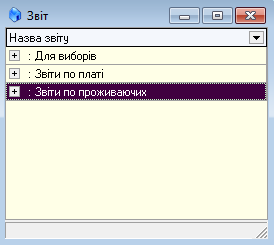 Звіт
Назва звіту
: Для виборів
: Звіти по платі
: Звіти по проживаючих